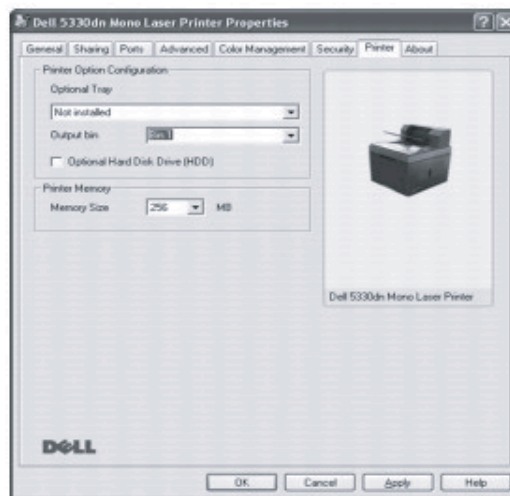 Dell 5330dn Mono Laser Printer Properties
General Sharing Ports Advanced Color Management Security Printer About
Printer Option Configuration
Optional Tray
Not installed
Output bin
Optional Hard Disk Drive (HDD)
Printer Memory
Memory Size 256 MB
Dell 5330dn Mono Laser Printer
DELL
OK Cancel Apply Help